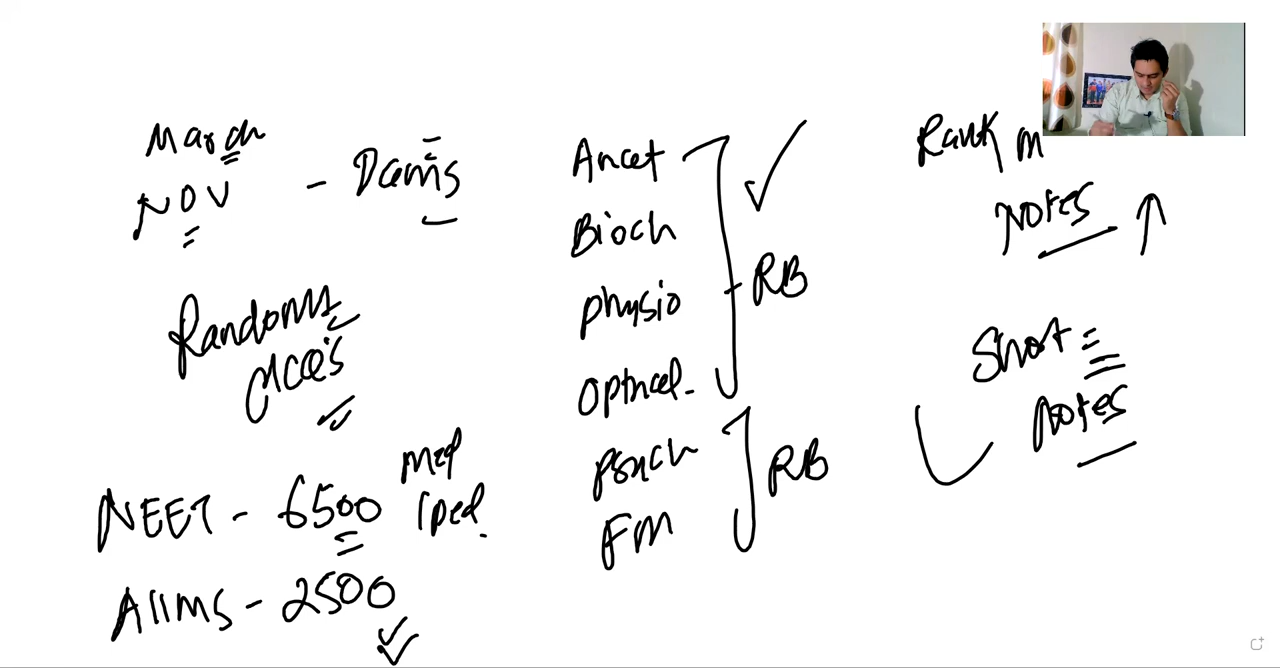 March
NOV - Dams
Randoms
MCQ's
NEET - 6500 Med
/ped.
AIIMS - 2500
Anat
Bioch
Physio
RB
Opthal-
Psych
FM
RB
Rank m
Notes
Short
Notes